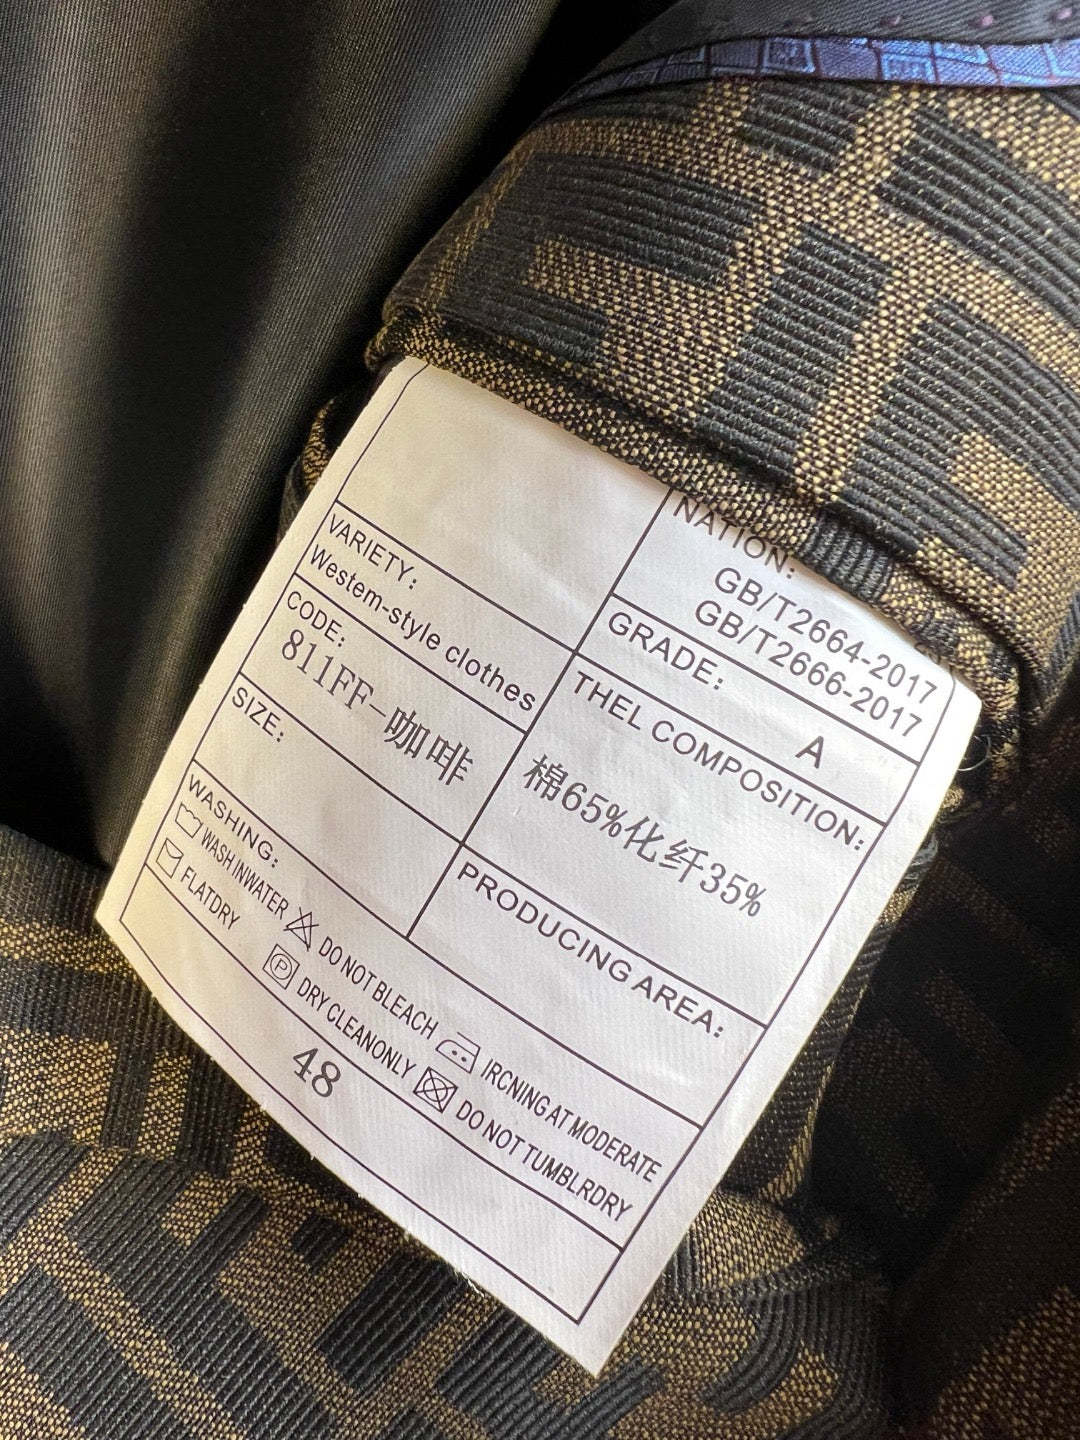 NATION:
GB/T2664-2017
GB/T2666-2017
VARIETY:
Westem-style clothes
GRADE:
A
CODE:
811FF-咖啡
THEL COMPOSITION:
棉65%化纤35%
SIZE:
PRODUCING AREA:
WASHING:
WASH INWATER DO NOT BLEACH IRCNING AT MODERATE
FLATDRY P DRY CLEANONLY DO NOT TUMBLRDRY
48